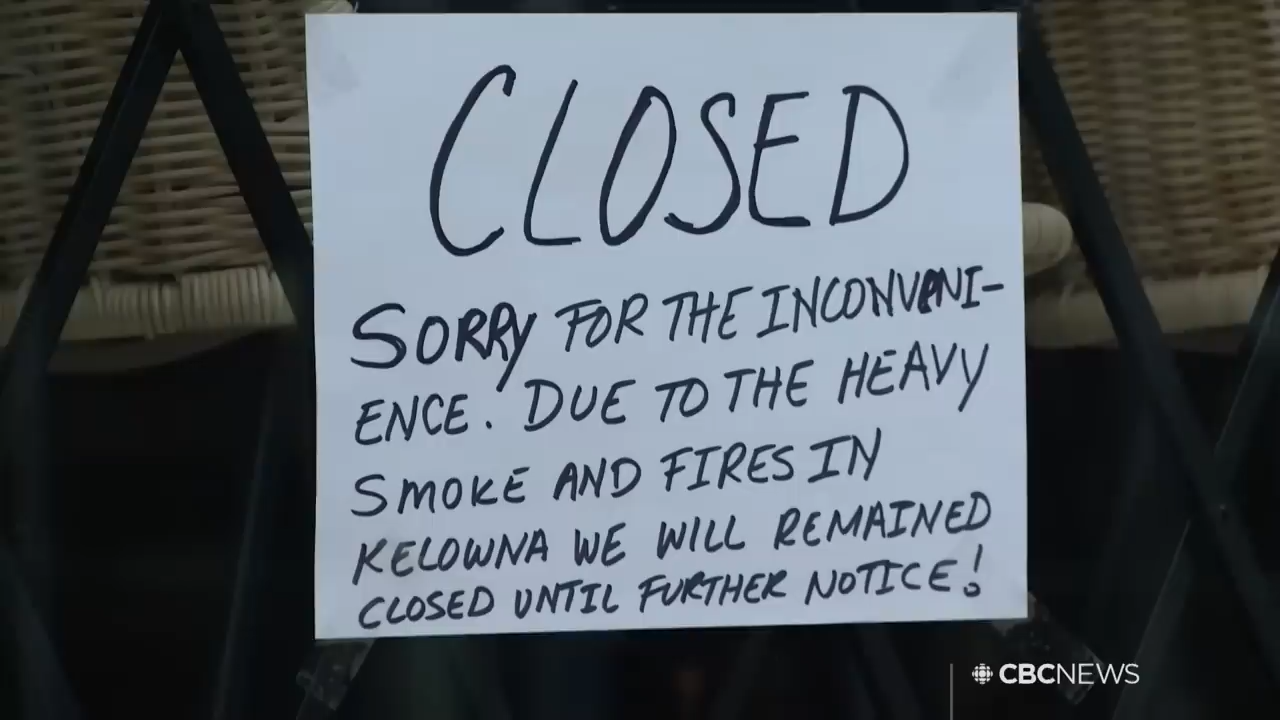 CLOSED
SORRY FOR THE INCONVENI-
ENCE. DUE TO THE HEAVY
SMOKE AND FIRES IN
KELOWNA WE WILL REMAINED
CLOSED UNTIL FURTHER NOTICE!
CBCNEWS